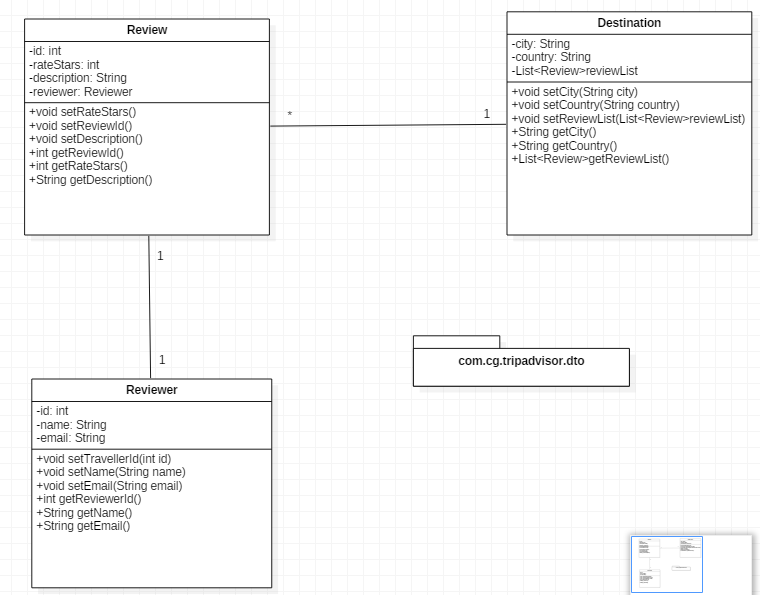 Review
-id: int
-rateStars: int
-description: String
-reviewer: Reviewer
+void setRateStars()
+void setReviewId()
+void setDescription()
+int getReviewId()
+int getRateStars()
+String getDescription()
*
1
Destination
-city: String
-country: String
-List<Review>reviewList
+void setCity(String city)
+void setCountry(String country)
+void setReviewList(List<Review>reviewList)
+String getCity()
+String getCountry()
+List<Review>getReviewList()
1
1
Reviewer
-id: int
-name: String
-email: String
+void setTravellerId(int id)
+void setName(String name)
+void setEmail(String email)
+int getReviewerId()
+String getName()
+String getEmail()
com.cg.tripadvisor.dto